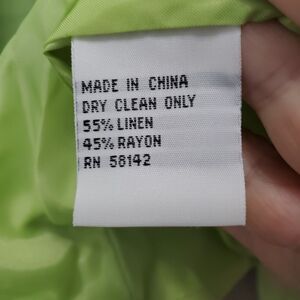 MADE IN CHINA
DRY CLEAN ONLY
55% LINEN
45% RAYON
RN 58142